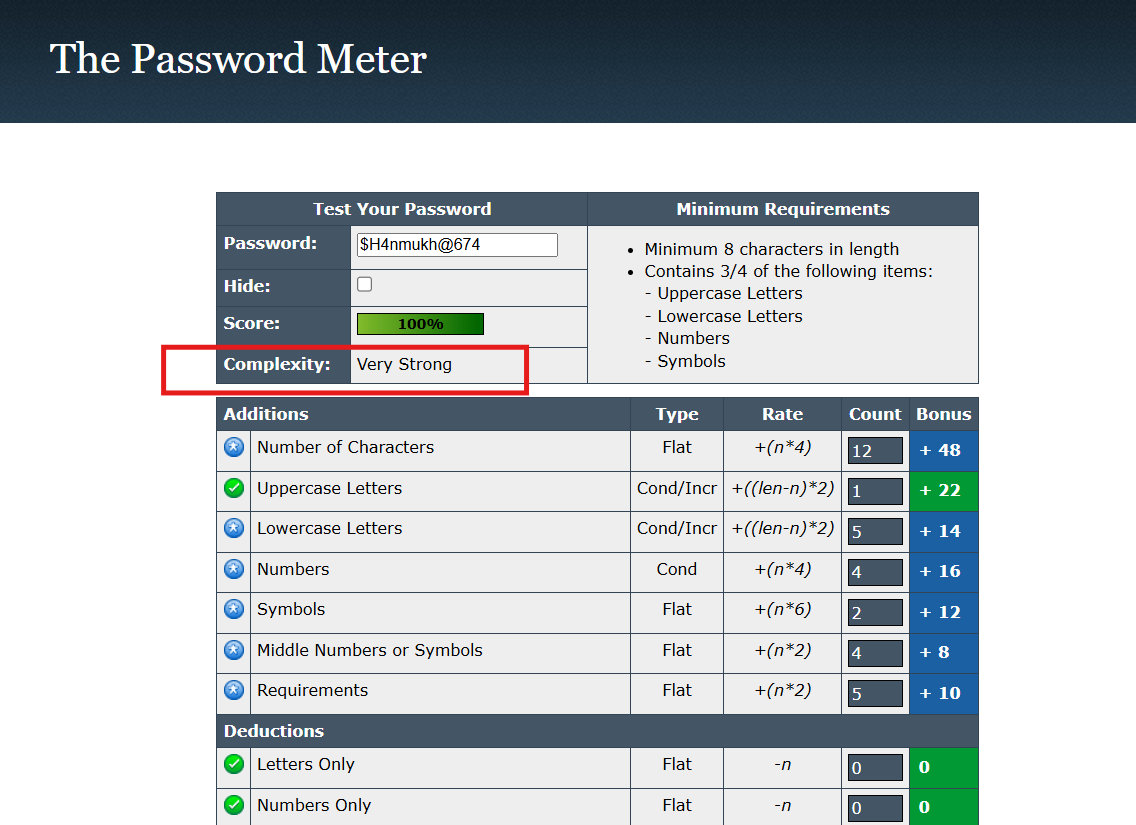 The Password Meter
Test Your Password Minimum Requirements
Password: $H4nmukh@674
• Minimum 8 characters in length
• Contains 3/4 of the following items:
Hide:
- Uppercase Letters
- Lowercase Letters
Score: 100%
- Numbers
- Symbols
Complexity: Very Strong
Additions Type Rate Count Bonus
Number of Characters Flat +(n*4) 12 + 48
Uppercase Letters Cond/Incr +((len-n)*2) 1 + 22
Lowercase Letters Cond/Incr +((len-n)*2) 5 + 14
Numbers Cond +(n*4) 4 + 16
Symbols Flat +(n*6) 2 + 12
Middle Numbers or Symbols Flat +(n*2) 4 + 8
Requirements Flat +(n*2) 5 + 10
Deductions
Letters Only Flat -n 0 0
Numbers Only Flat -n 0 0